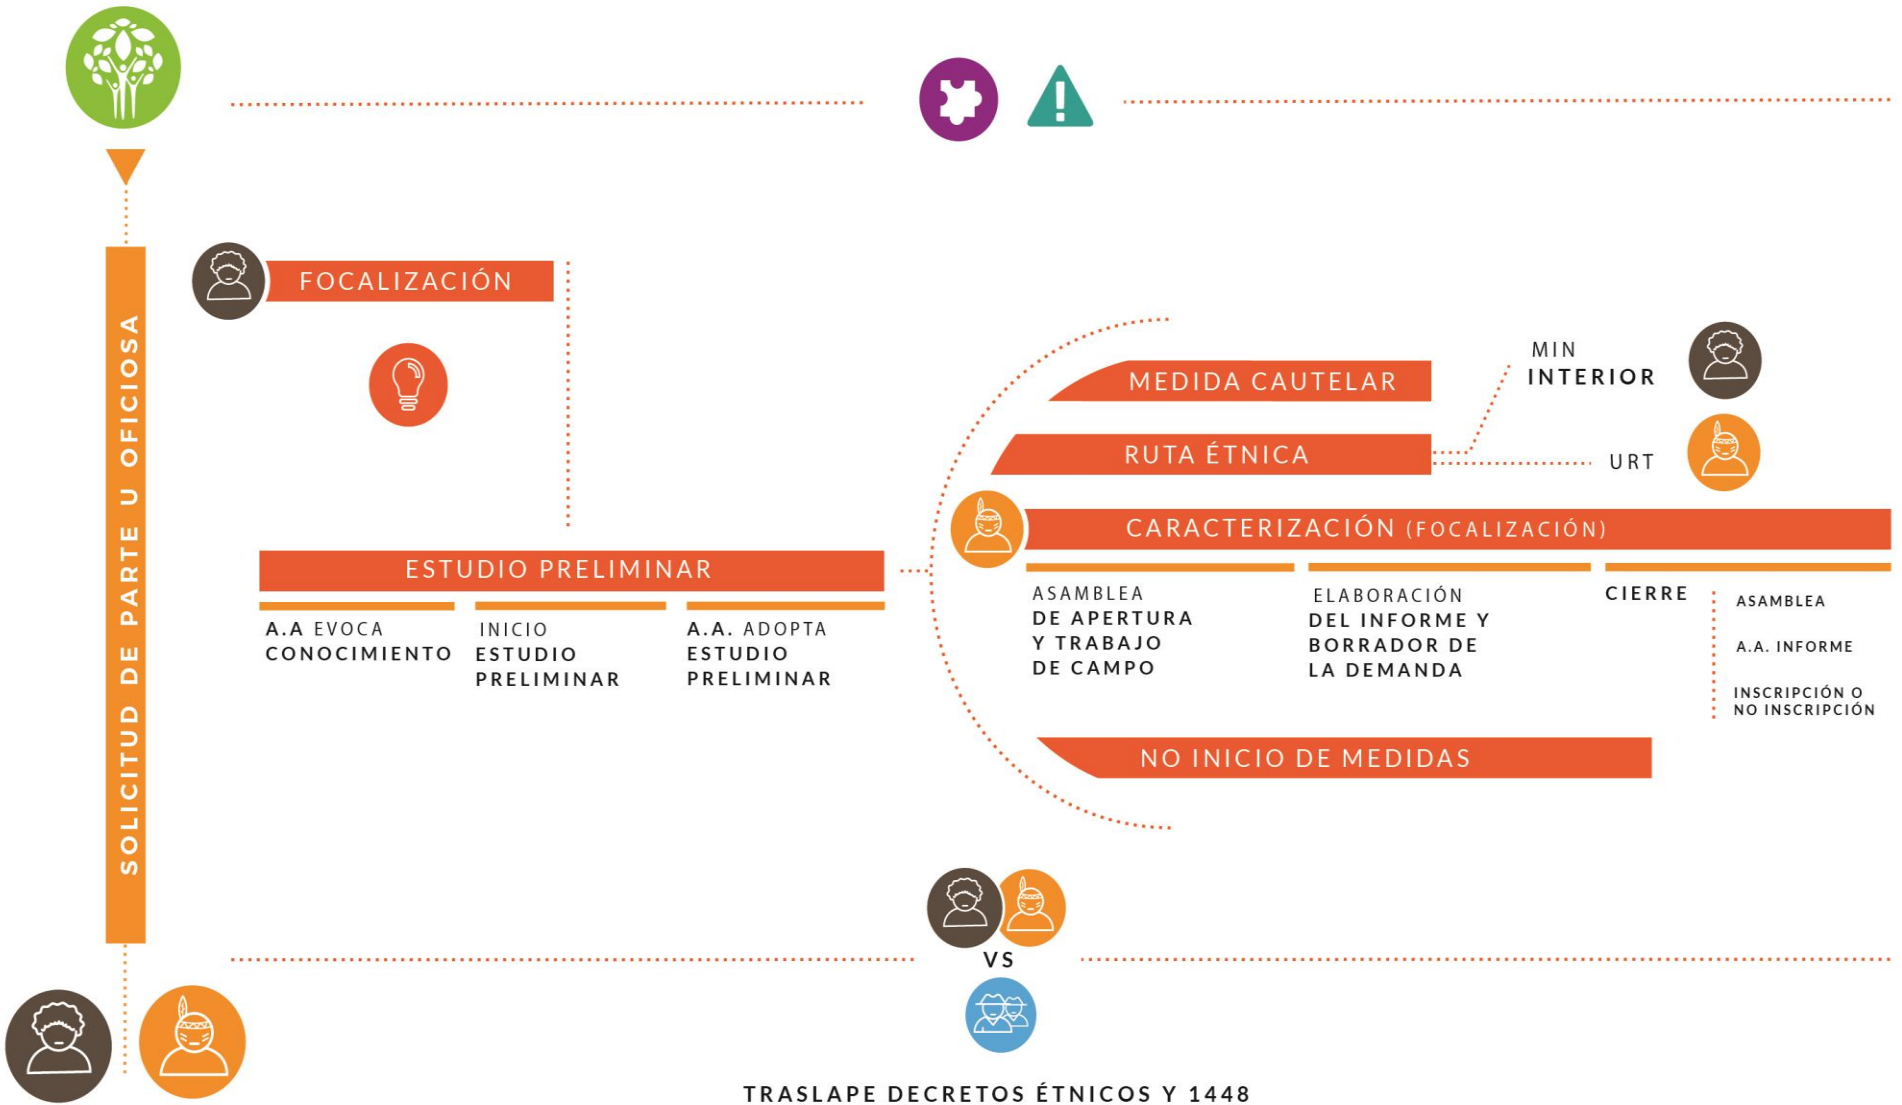 SOLICITUD DE PARTE U OFICIOSA
FOCALIZACIÓN
ESTUDIO PRELIMINAR
A.A EVOCA
CONOCIMIENTO
INICIO
ESTUDIO
PRELIMINAR
A.A. ADOPTA
ESTUDIO
PRELIMINAR
MEDIDA CAUTELAR
RUTA ÉTNICA
MIN
INTERIOR
URT
CARACTERIZACIÓN (FOCALIZACIÓN)
ASAMBLEA
DE APERTURA
Y TRABAJO
DE CAMPO
ELABORACIÓN
DEL INFORME Y
BORRADOR DE
LA DEMANDA
CIERRE
ASAMBLEA
A.A. INFORME
INSCRIPCIÓN O
NO INSCRIPCIÓN
NO INICIO DE MEDIDAS
VS
TRASLAPE DECRETOS ÉTNICOS Y 1448